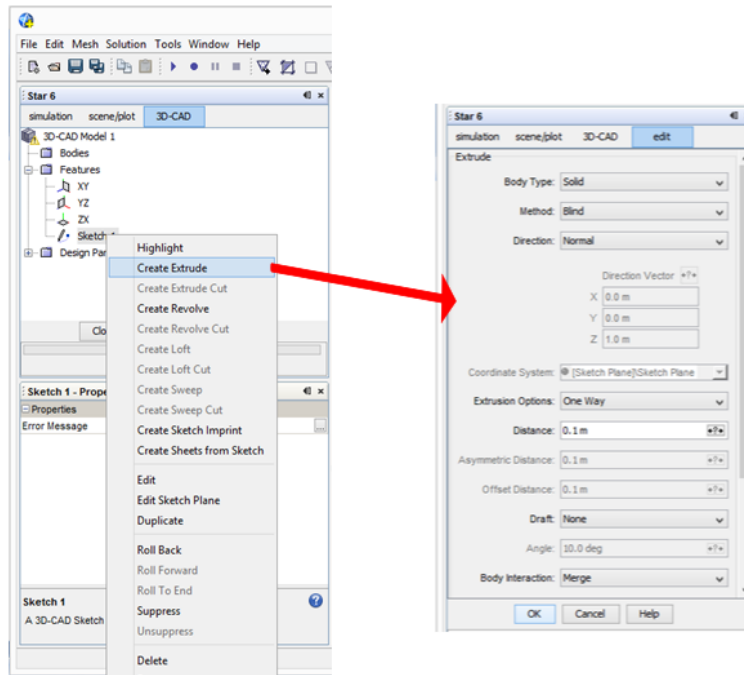 File Edit Mesh Solution Tools Window Help
Star 6
simulation scene/plot 3D-CAD
3D-CAD Model 1
Bodies
Features
XY
YZ
ZX
Sketch 1
Design Par
Clo
Highlight
Create Extrude
Create Extrude Cut
Create Revolve
Create Revolve Cut
Create Loft
Create Loft Cut
Create Sweep
Create Sweep Cut
Create Sketch Imprint
Create Sheets from Sketch
Edit
Edit Sketch Plane
Duplicate
Roll Back
Roll Forward
Roll To End
Suppress
Unsuppress
Delete
Sketch 1 - Prope
Properties
Error Message
Sketch 1
A 3D-CAD Sketch
Star 6
simulation scene/plot 3D-CAD edit
Extrude
Body Type: Solid
Method: Blind
Direction: Normal
Direction Vector
X 0.0 m
Y 0.0 m
Z 1.0 m
Coordinate System: [Sketch Plane]\Sketch Plane
Extrusion Options: One Way
Distance: 0.1 m
Asymmetric Distance: 0.1 m
Offset Distance: 0.1 m
Draft: None
Angle: 10.0 deg
Body Interaction: Merge
OK Cancel Help